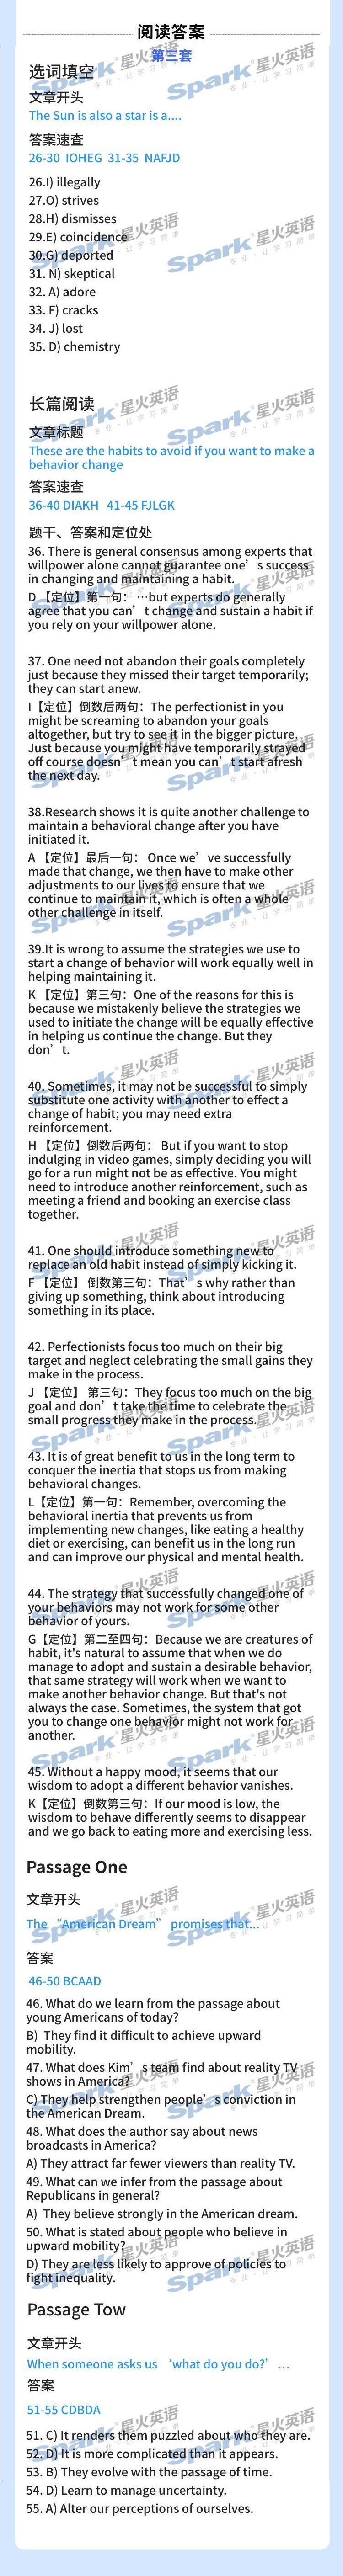 阅读答案
第三套
选词填空
文章开头
The Sun is also a star is a....
答案速查
26-30 IOHEG 31-35 NAFJD
26.I) illegally
27.O) strives
28.H) dismisses
29.E) coincidence
30.G) deported
31. N) skeptical
32. A) adore
33. F) cracks
34. J) lost
35. D) chemistry
长篇阅读
文章标题
These are the habits to avoid if you want to make a
behavior change
答案速查
36-40 DIAKH 41-45 FJLGK
题干、答案和定位处
36. There is general consensus among experts that
willpower alone cannot guarantee one’s success
in changing and maintaining a habit.
D 【定位】第一句：…but experts do generally
agree that you can’t change and sustain a habit if
you rely on your willpower alone.
37. One need not abandon their goals completely
just because they missed their target temporarily;
they can start anew.
I【定位】倒数后两句：The perfectionist in you
might be screaming to abandon your goals
altogether, but try to see it in the bigger picture.
Just because you might have temporarily strayed
off course doesn’t mean you can’t start afresh
the next day.
38.Research shows it is quite another challenge to
maintain a behavioral change after you have
initiated it.
A 【定位】最后一句： Once we’ve successfully
made that change, we then have to make other
adjustments to our lives to ensure that we
continue to maintain it, which is often a whole
other challenge in itself.
39.It is wrong to assume the strategies we use to
start a change of behavior will work equally well in
helping maintaining it.
K 【定位】第三句：One of the reasons for this is
because we mistakenly believe the strategies we
used to initiate the change will be equally effective
in helping us continue the change. But they
don’t.
40. Sometimes, it may not be successful to simply
substitute one activity with another to effect a
change of habit; you may need extra
reinforcement.
H 【定位】倒数后两句： But if you want to stop
indulging in video games, simply deciding you will
go for a run might not be as effective. You might
need to introduce another reinforcement, such as
meeting a friend and booking an exercise class
together.
41. One should introduce something new to
replace an old habit instead of simply kicking it.
F 【定位】 倒数第三句：That’s why rather than
giving up something, think about introducing
something in its place.
42. Perfectionists focus too much on their big
target and neglect celebrating the small gains they
make in the process.
J 【定位】 第三句：They focus too much on the big
goal and don’t take the time to celebrate the
small progress they make in the process.
43. It is of great benefit to us in the long term to
conquer the inertia that stops us from making
behavioral changes.
L【定位】第一句：Remember, overcoming the
behavioral inertia that prevents us from
implementing new changes, like eating a healthy
diet or exercising, can benefit us in the long run
and can improve our physical and mental health.
44. The strategy that successfully changed one of
your behaviors may not work for some other
behavior of yours.
G【定位】第二至四句：Because we are creatures of
habit, it's natural to assume that when we do
manage to adopt and sustain a desirable behavior,
that same strategy will work when we want to
make another behavior change. But that's not
always the case. Sometimes, the system that got
you to change one behavior might not work for
another.
45. Without a happy mood, it seems that our
wisdom to adopt a different behavior vanishes.
K【定位】倒数第三句：If our mood is low, the
wisdom to behave differently seems to disappear
and we go back to eating more and exercising less.
Passage One
文章开头
The “American Dream” promises that...
答案
46-50 BCAAD
46. What do we learn from the passage about
young Americans of today?
B) They find it difficult to achieve upward
mobility.
47. What does Kim’s team find about reality TV
shows in America?
C) They help strengthen people’s conviction in
the American Dream.
48. What does the author say about news
broadcasts in America?
A) They attract far fewer viewers than reality TV.
49. What can we infer from the passage about
Republicans in general?
A) They believe strongly in the American dream.
50. What is stated about people who believe in
upward mobility?
D) They are less likely to approve of policies to
fight inequality.
Passage Tow
文章开头
When someone asks us ‘what do you do?’…
答案
51-55 CDBDA
51. C) It renders them puzzled about who they are.
52. D) It is more complicated than it appears.
53. B) They evolve with the passage of time.
54. D) Learn to manage uncertainty.
55. A) Alter our perceptions of ourselves.